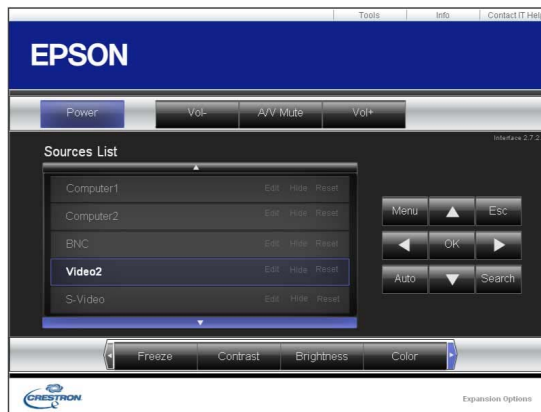 Tools Info Contact IT Help
EPSON
Power Vol- A/V Mute Vol+
Interface 2.7.2
Sources List
Computer1 Edit Hide Reset
Computer2 Edit Hide Reset
BNC Edit Hide Reset
Video2 Edit Hide Reset
S-Video Edit Hide Reset
Menu Esc
OK
Auto Search
Freeze Contrast Brightness Color
CRESTRON
Expansion Options